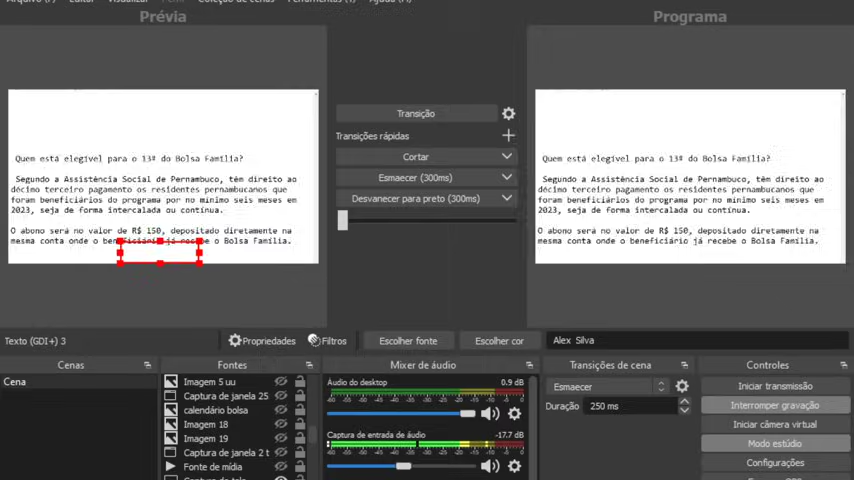 Prévia
Programa
Quem está elegível para o 13º do Bolsa Família?
Segundo a Assistência Social de Pernambuco, têm direito ao
décimo terceiro pagamento os residentes pernambucanos que
foram beneficiários do programa por no mínimo seis meses em
2023, seja de forma intercalada ou contínua.
O abono será no valor de R$ 150, depositado diretamente na
mesma conta onde o beneficiário já recebe o Bolsa Família.
Transição
Transições rápidas
Cortar
Esmaecer (300ms)
Desvanecer para preto (300ms)
Quem está elegível para o 13º do Bolsa Família?
Segundo a Assistência Social de Pernambuco, têm direito ao
décimo terceiro pagamento os residentes pernambucanos que
foram beneficiários do programa por no mínimo seis meses em
2023, seja de forma intercalada ou contínua.
O abono será no valor de R$ 150, depositado diretamente na
mesma conta onde o beneficiário já recebe o Bolsa Família.
Texto (GDI+) 3
Propriedades
Filtros
Escolher fonte
Escolher cor
Alex Silva
Cenas
Cena
Fontes
Imagem 5 uu
Captura de janela 25
calendário bolsa
Imagem 18
Imagem 19
Captura de janela 2 t
Fonte de mídia
Mixer de áudio
Áudio do desktop
0.9 dB
Captura de entrada de áudio
-17.7 dB
Transições de cena
Esmaecer
Duração
250 ms
Controles
Iniciar transmissão
Interromper gravação
Iniciar câmera virtual
Modo estúdio
Configurações